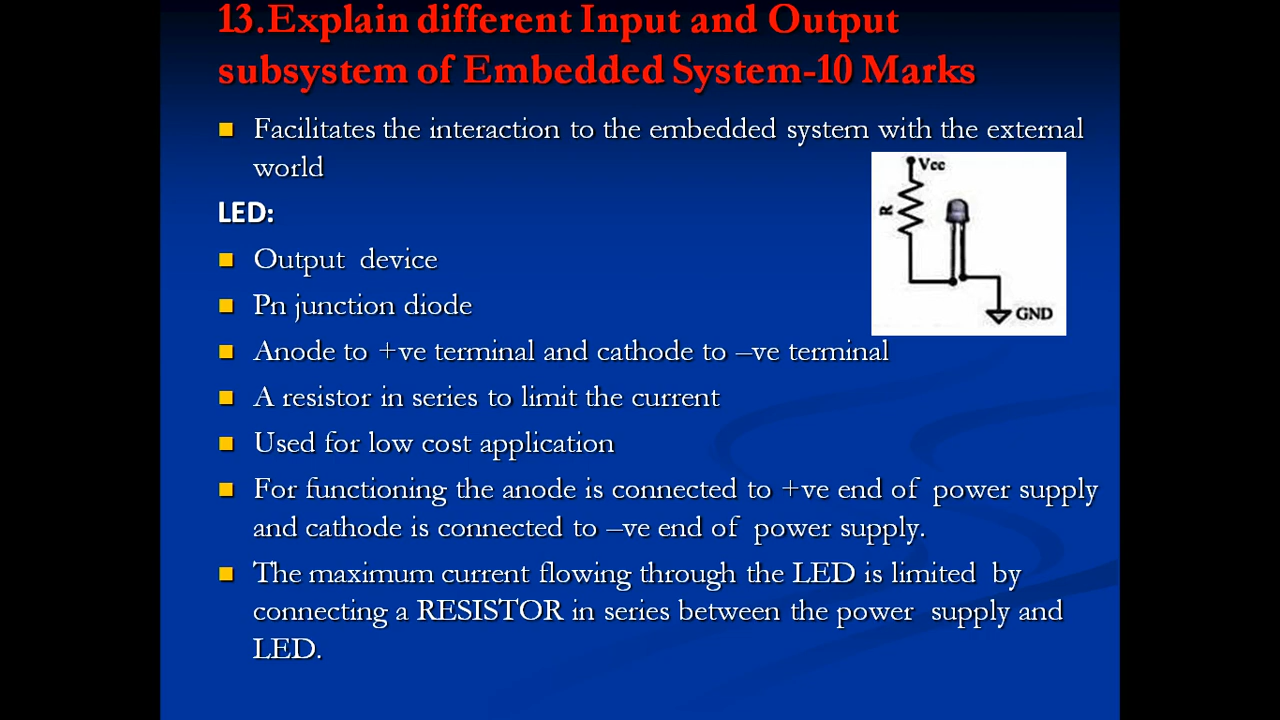 13.Explain different Input and Output
subsystem of Embedded System-10 Marks
Facilitates the interaction to the embedded system with the external
world
Vcc
R
GND
LED:
Output device
Pn junction diode
Anode to +ve terminal and cathode to –ve terminal
A resistor in series to limit the current
Used for low cost application
For functioning the anode is connected to +ve end of power supply
and cathode is connected to –ve end of power supply.
The maximum current flowing through the LED is limited by
connecting a RESISTOR in series between the power supply and
LED.